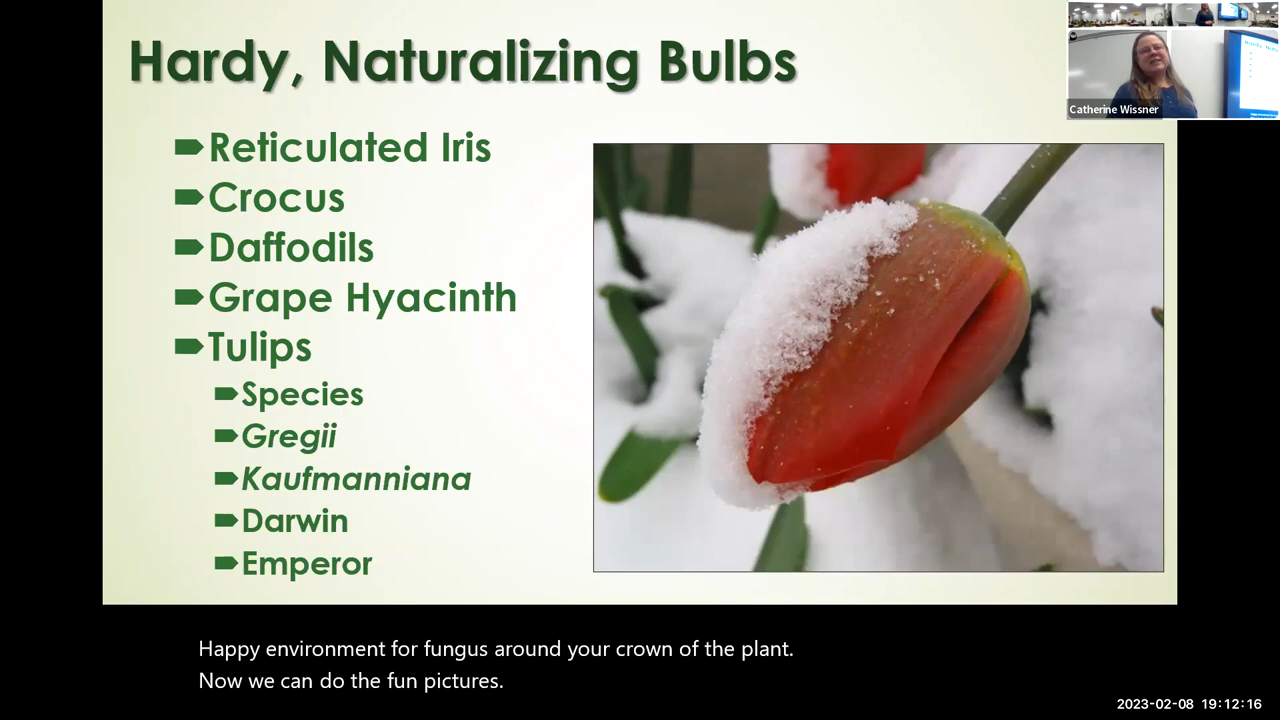 Hardy, Naturalizing Bulbs
Reticulated Iris
Crocus
Daffodils
Grape Hyacinth
Tulips
Species
Gregii
Kaufmanniana
Darwin
Emperor
Catherine Wissner
Happy environment for fungus around your crown of the plant.
Now we can do the fun pictures.
2023-02-08 19:12:16